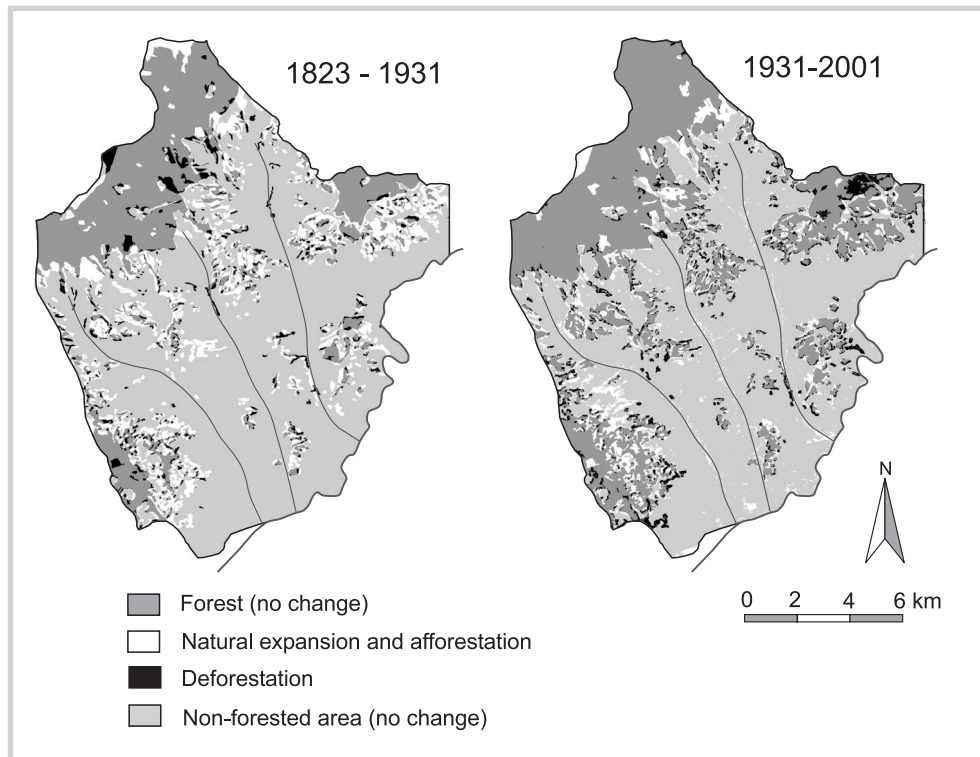 1823 - 1931
1931-2001
N
Forest (no change)
Natural expansion and afforestation
Deforestation
Non-forested area (no change)
0 2 4 6 km